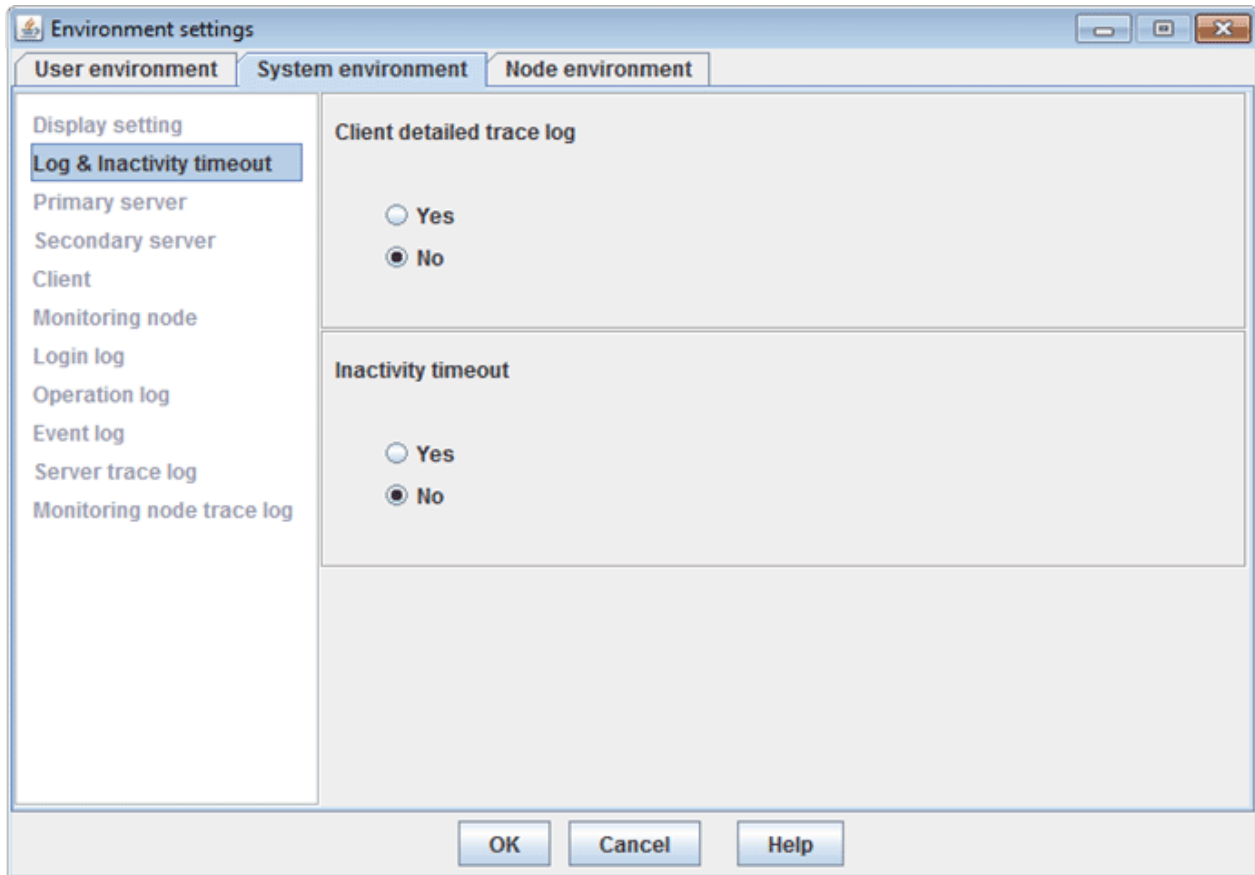 Environment settings
User environment
System environment
Node environment
Display setting
Log & Inactivity timeout
Primary server
Secondary server
Client
Monitoring node
Login log
Operation log
Event log
Server trace log
Monitoring node trace log
Client detailed trace log
Yes
No
Inactivity timeout
Yes
No
OK
Cancel
Help